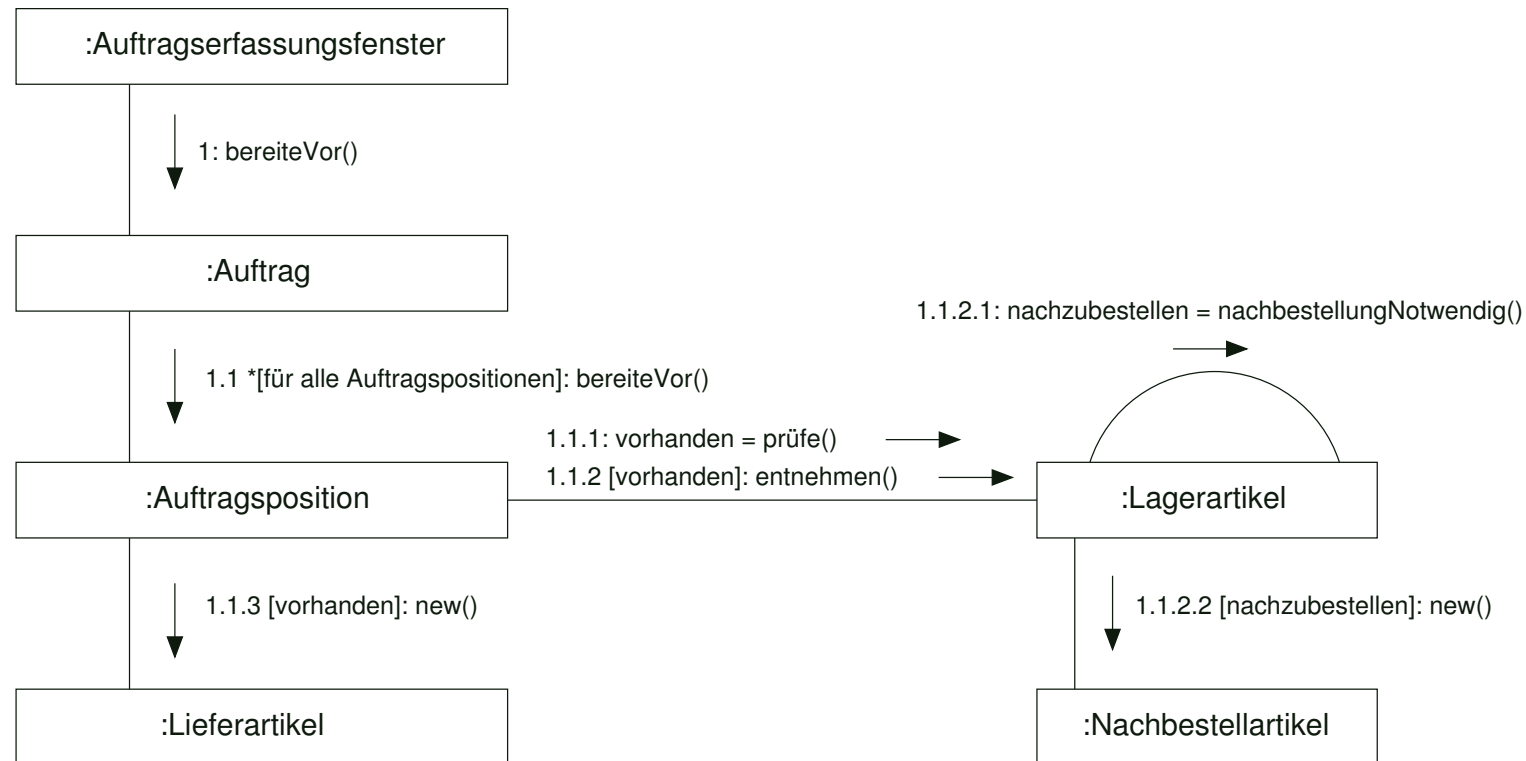 :Auftragserfassungsfenster
1: bereiteVor()
:Auftrag
1.1.2.1: nachzubestellen = nachbestellungNotwendig()
1.1 *[für alle Auftragspositionen]: bereiteVor()
1.1.1: vorhanden = prüfe()
1.1.2 [vorhanden]: entnehmen()
:Auftragsposition
:Lagerartikel
1.1.3 [vorhanden]: new()
1.1.2.2 [nachzubestellen]: new()
:Lieferartikel
:Nachbestellartikel